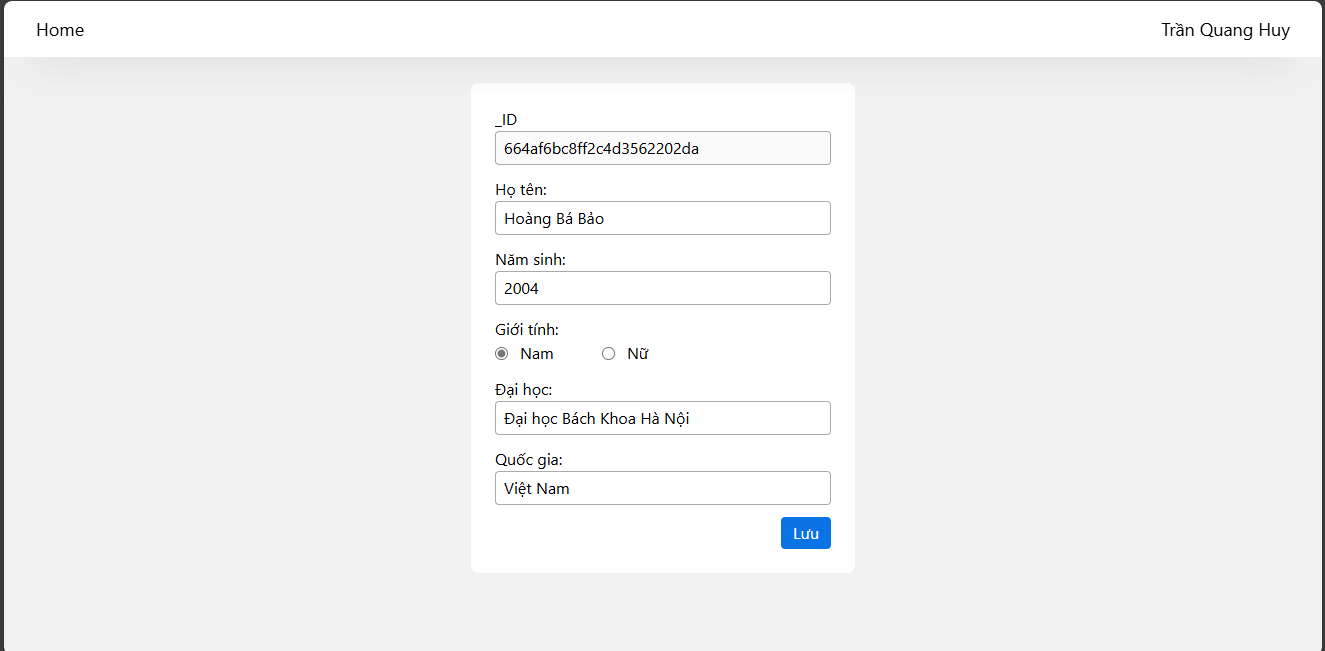 Home Trần Quang Huy
_ID
664af6bc8ff2c4d3562202da
Họ tên:
Hoàng Bá Bảo
Năm sinh:
2004
Giới tính:
Nam Nữ
Đại học:
Đại học Bách Khoa Hà Nội
Quốc gia:
Việt Nam
Lưu